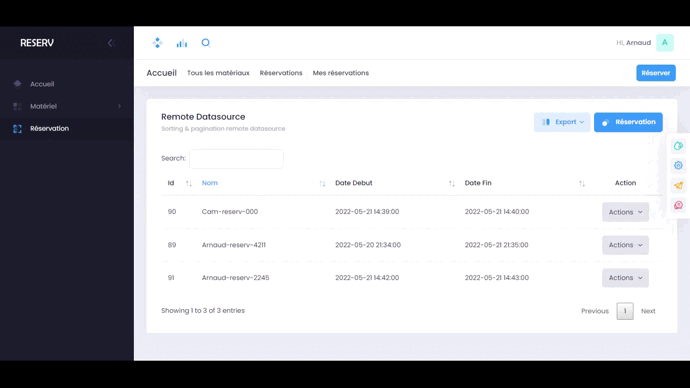 RESERV
Hi, Arnaud A
Accueil
Matériel
Réservation
Accueil Tous les matériaux Réservations Mes réservations Réserver
Remote Datasource
Sorting & pagination remote datasource
Export Réservation
Search:
Id Nom Date Debut Date Fin Action
90 Cam-reserv-000 2022-05-21 14:39:00 2022-05-21 14:40:00 Actions
89 Arnaud-reserv-4211 2022-05-20 21:34:00 2022-05-21 21:35:00 Actions
91 Arnaud-reserv-2245 2022-05-21 14:42:00 2022-05-21 14:43:00 Actions
Showing 1 to 3 of 3 entries
Previous 1 Next